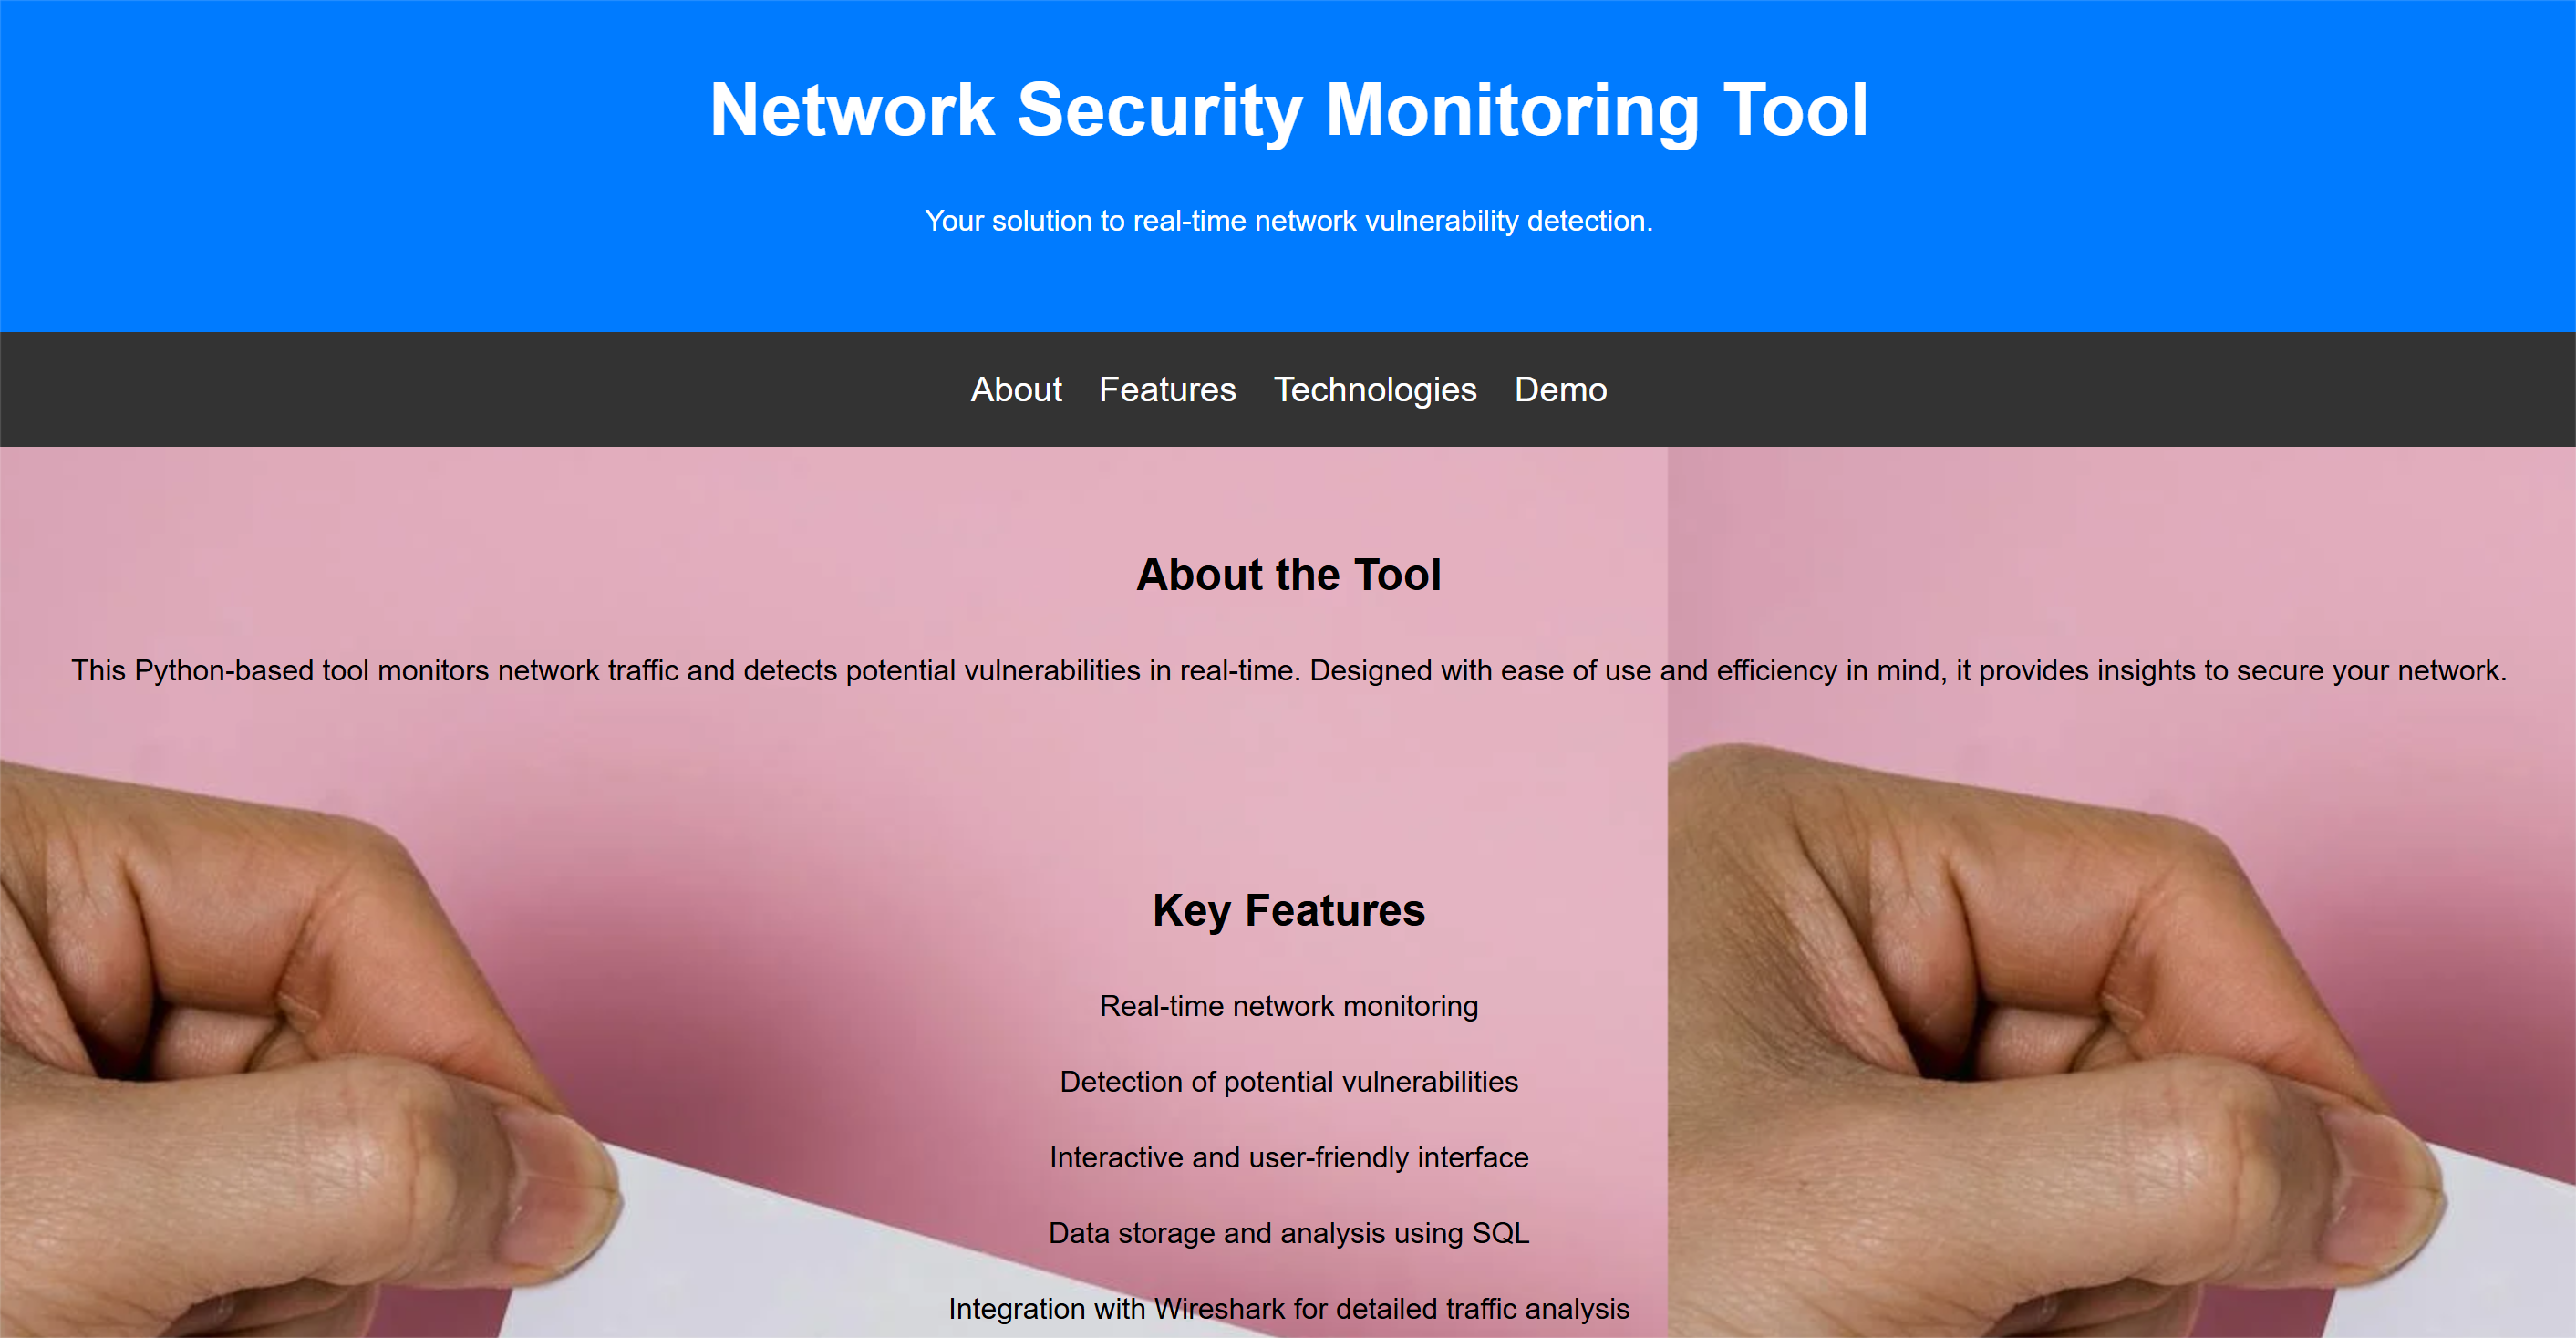 Network Security Monitoring Tool
Your solution to real-time network vulnerability detection.
About Features Technologies Demo
About the Tool
This Python-based tool monitors network traffic and detects potential vulnerabilities in real-time. Designed with ease of use and efficiency in mind, it provides insights to secure your network.
Key Features
Real-time network monitoring
Detection of potential vulnerabilities
Interactive and user-friendly interface
Data storage and analysis using SQL
Integration with Wireshark for detailed traffic analysis